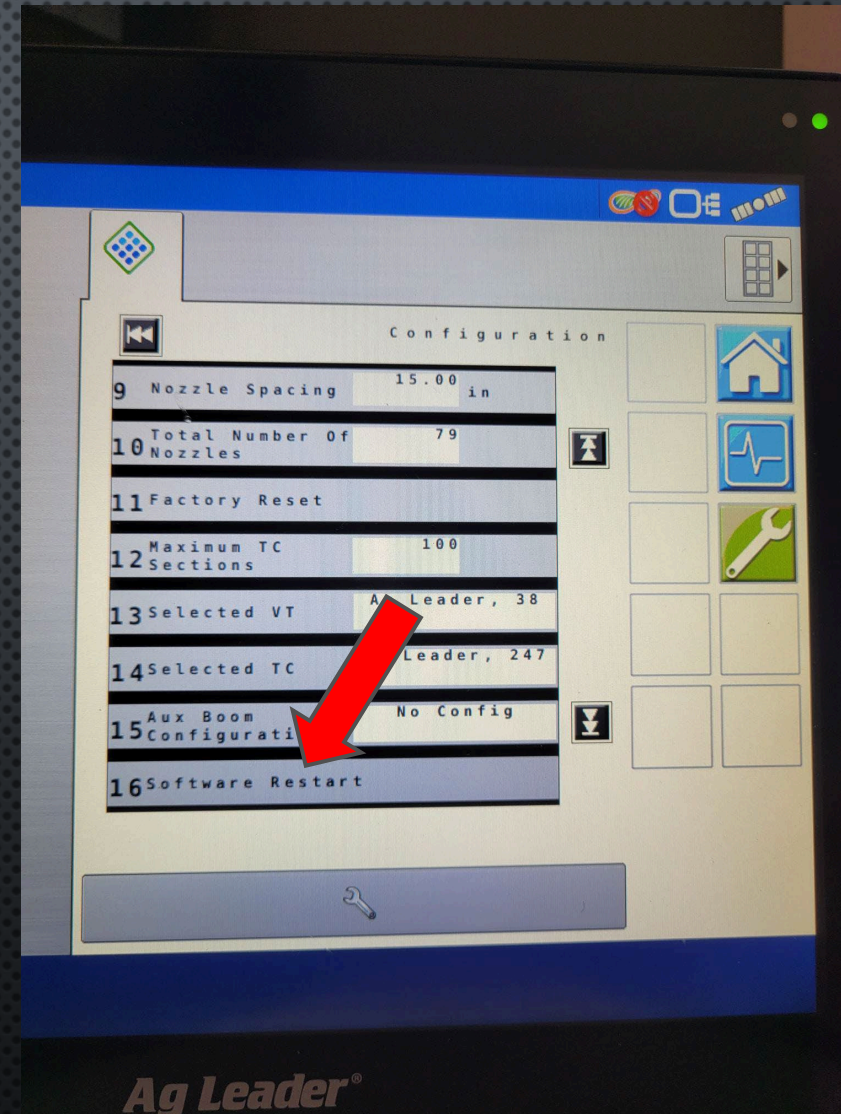 Configuration
9 Nozzle Spacing 15.00 in
10 Total Number Of
Nozzles 79
11 Factory Reset
12 Maximum TC
Sections 100
13 Selected VT Leader, 38
14 Selected TC Leader, 247
15 Aux Boom No Config
16 Software Restart
Ag Leader®